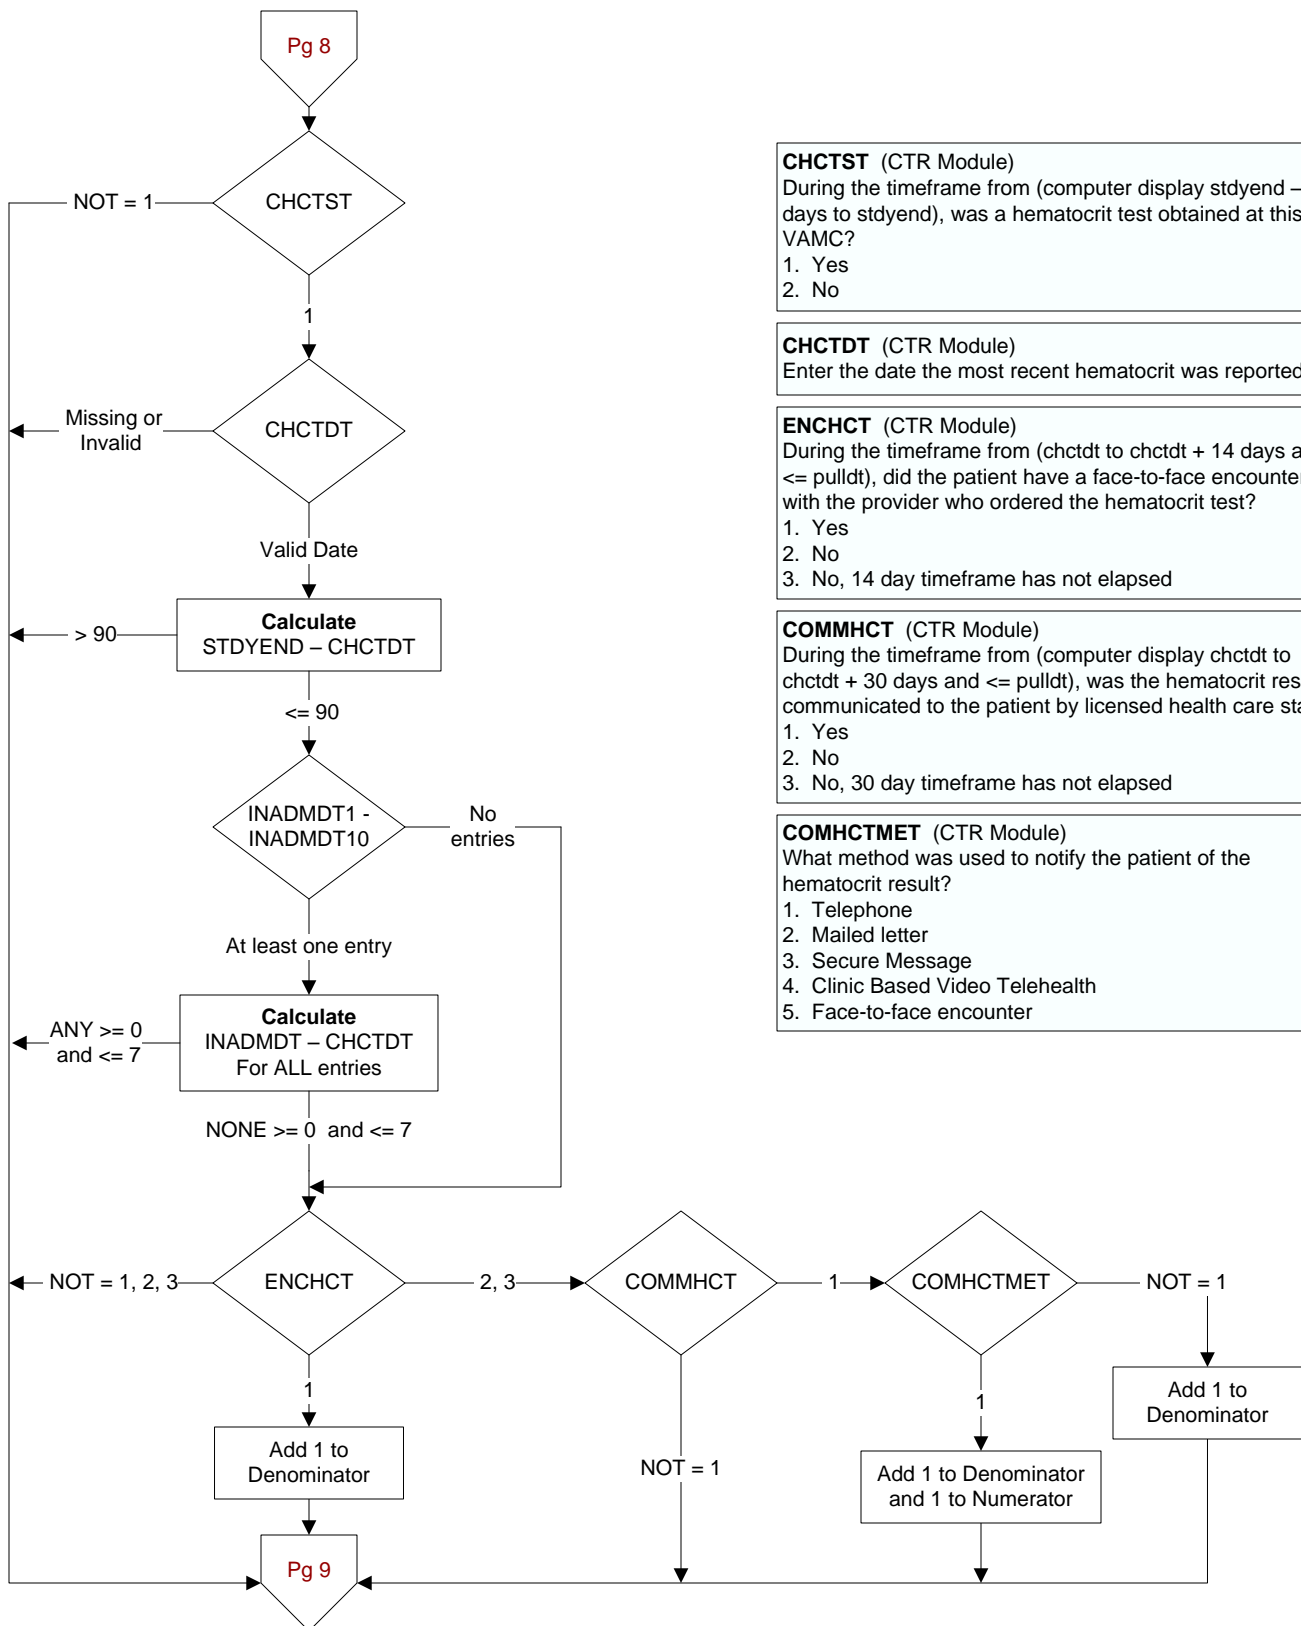 Pg 8
CHCTST
NOT = 1
1
CHCTDT
Missing or
Invalid
Valid Date
Calculate
STDYEND – CHCTDT
> 90
<= 90
INADMDT1 -
INADMDT10
No
entries
At least one entry
Calculate
INADMDT – CHCTDT
For ALL entries
ANY >= 0
and <= 7
NONE >= 0 and <= 7
NOT = 1, 2, 3
ENCHCT
2, 3
COMMHCT
1
COMHCTMET
NOT = 1
1
Add 1 to
Denominator
NOT = 1
1
Add 1 to Denominator
and 1 to Numerator
Add 1 to
Denominator
Pg 9
CHCTST (CTR Module)
During the timeframe from (computer display stdyend –
days to stdyend), was a hematocrit test obtained at this
VAMC?
1. Yes
2. No
CHCTDT (CTR Module)
Enter the date the most recent hematocrit was reported
ENCHCT (CTR Module)
During the timeframe from (chctdt to chctdt + 14 days
<= pulldt), did the patient have a face-to-face encounter
with the provider who ordered the hematocrit test?
1. Yes
2. No
3. No, 14 day timeframe has not elapsed
COMMHCT (CTR Module)
During the timeframe from (computer display chctdt to
chctdt + 30 days and <= pulldt), was the hematocrit
communicated to the patient by licensed health care
1. Yes
2. No
3. No, 30 day timeframe has not elapsed
COMHCTMET (CTR Module)
What method was used to notify the patient of the
hematocrit result?
1. Telephone
2. Mailed letter
3. Secure Message
4. Clinic Based Video Telehealth
5. Face-to-face encounter